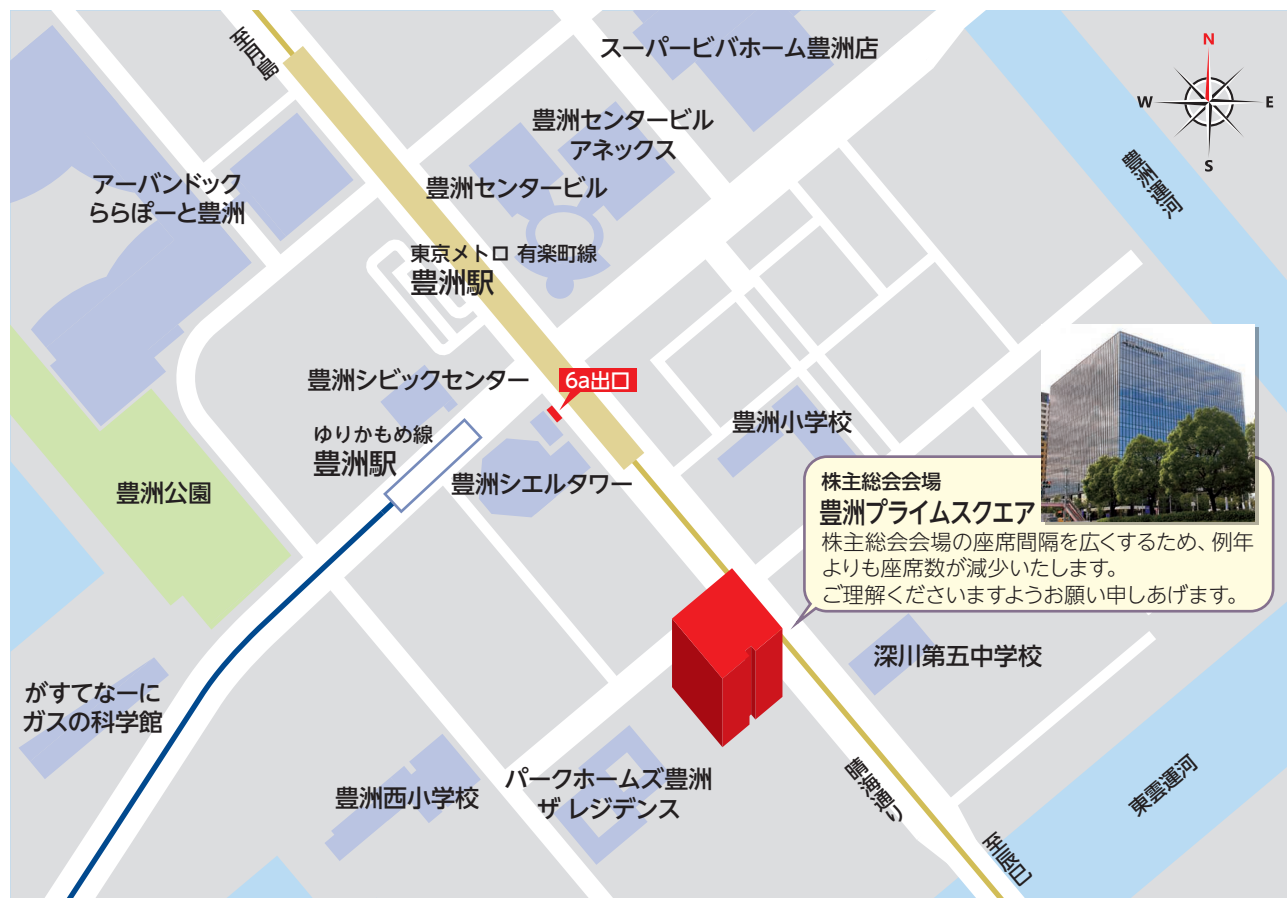 至月島
スーパービバホーム豊洲店
N
W
E
S
豊洲センタービル
アネックス
豊洲運河
アーバンドック
ららぽーと豊洲
豊洲センタービル
東京メトロ 有楽町線
豊洲駅
豊洲シビックセンター
6a出口
豊洲小学校
ゆりかもめ線
豊洲駅
豊洲シエルタワー
豊洲公園
株主総会会場
豊洲プライムスクエア
株主総会会場の座席間隔を広くするため、例年
よりも座席数が減少いたします。
ご理解くださいますようお願い申しあげます。
深川第五中学校
がすてなーに
ガスの科学館
豊洲西小学校
パークホームズ豊洲
ザ レジデンス
晴海通り
東雲運河
至辰巳